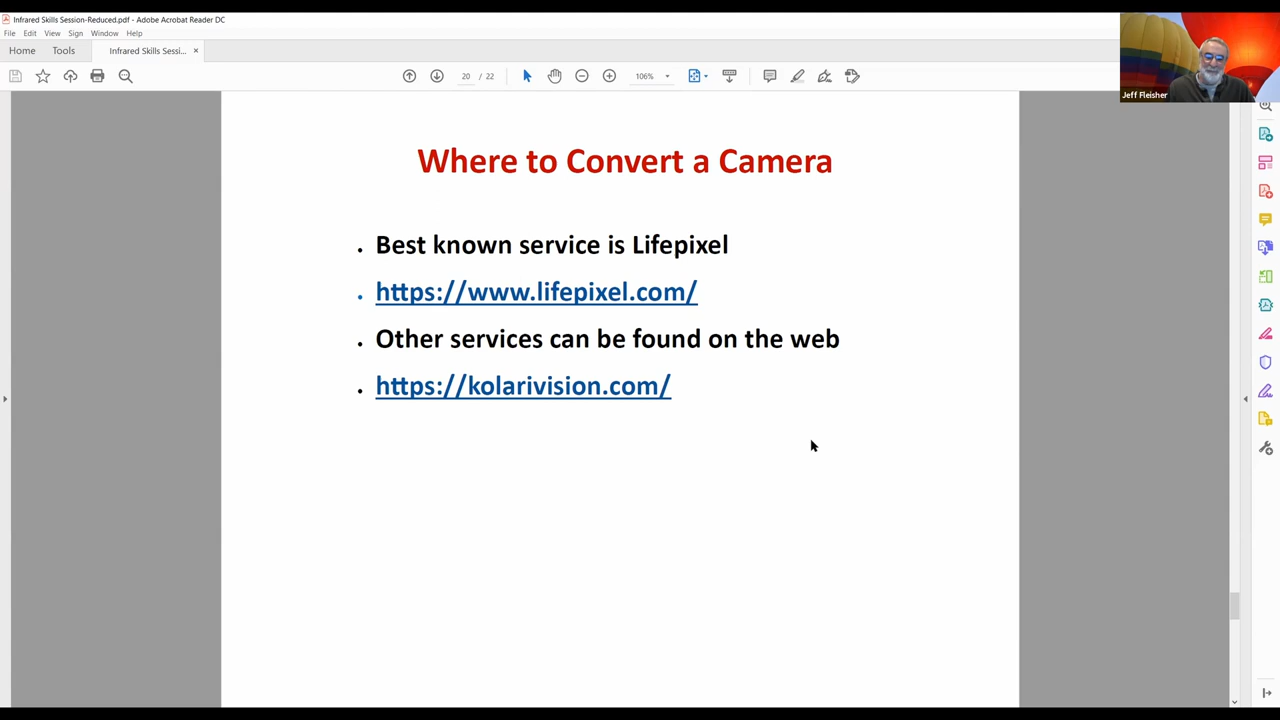 Infrared Skills Session-Reduced.pdf - Adobe Acrobat Reader DC
File Edit View Sign Window Help
Home Tools Infrared Skills Sessi... ×
20 / 22 106%
Jeff Fleisher
Where to Convert a Camera
• Best known service is Lifepixel
• https://www.lifepixel.com/
• Other services can be found on the web
• https://kolarivision.com/